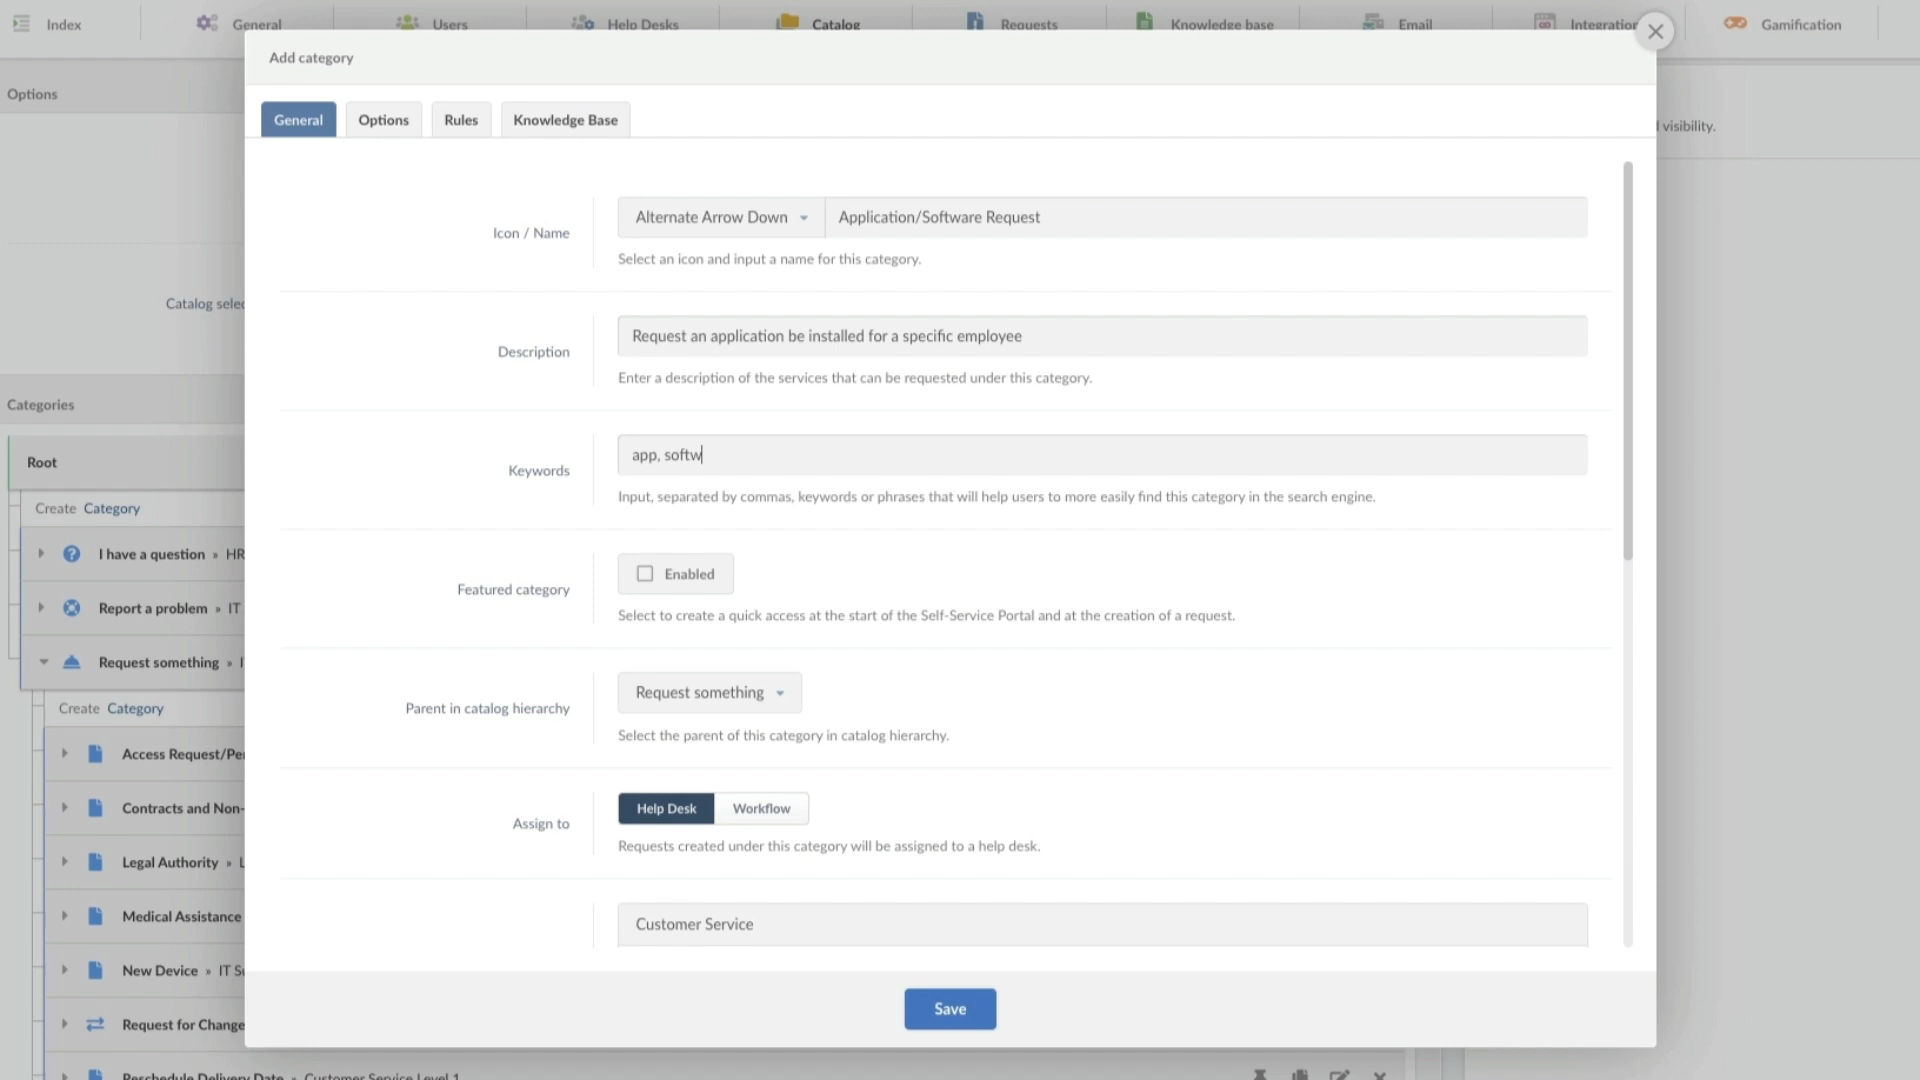 Index
General
Users
Help Desks
Catalog
Requests
Knowledge base
Email
Integration
Gamification
Add category
Options
General
Options
Rules
Knowledge Base
visibility.
Icon / Name
Alternate Arrow Down
Application/Software Request
Select an icon and input a name for this category.
Catalog selec
Description
Request an application be installed for a specific employee
Enter a description of the services that can be requested under this category.
Categories
Keywords
app, softw
Input, separated by commas, keywords or phrases that will help users to more easily find this category in the search engine.
Root
Create Category
I have a question » HR
Report a problem » IT
Request something » I
Featured category
Enabled
Select to create a quick access at the start of the Self-Service Portal and at the creation of a request.
Parent in catalog hierarchy
Request something
Select the parent of this category in catalog hierarchy.
Create Category
Access Request/Per
Contracts and Non-
Legal Authority » L
Medical Assistance
New Device » IT Su
Request for Change
Reschedule Delivery Date » Customer Service Level 1
Assign to
Help Desk
Workflow
Requests created under this category will be assigned to a help desk.
Customer Service
Save